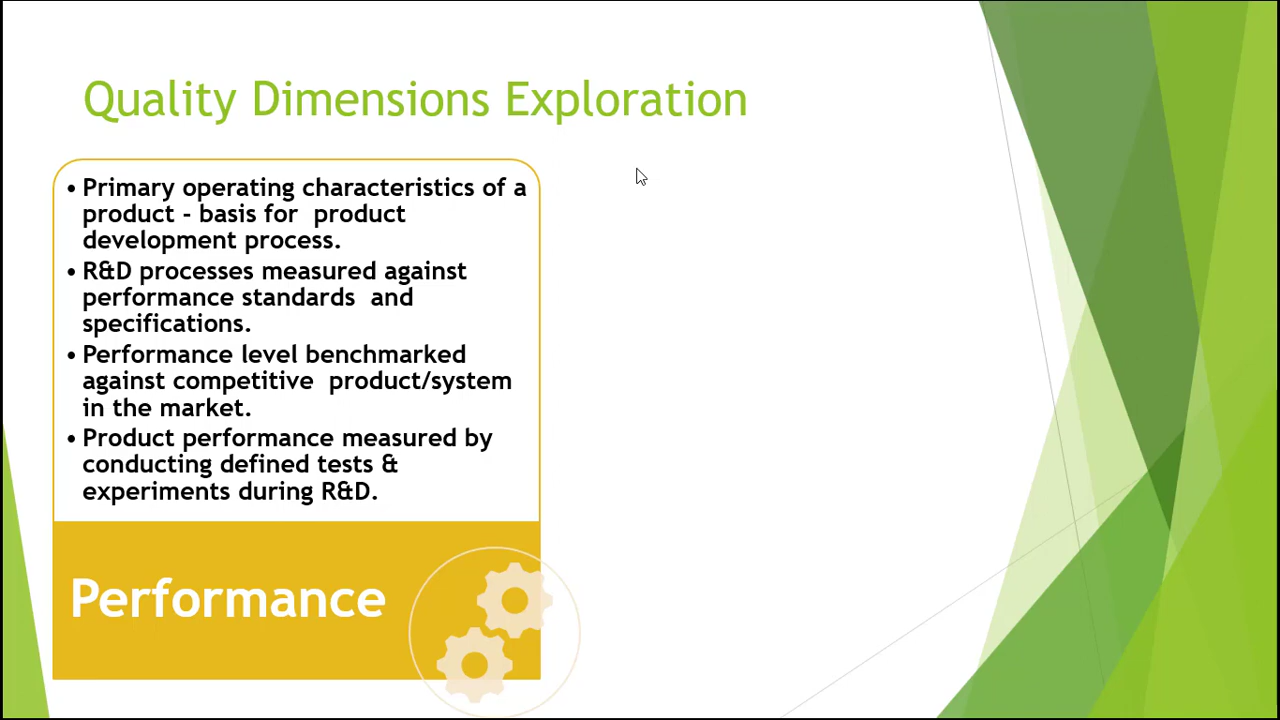 Quality Dimensions Exploration
• Primary operating characteristics of a
product - basis for  product
development process.
• R&D processes measured against
performance standards  and
specifications.
• Performance level benchmarked
against competitive  product/system
in the market.
• Product performance measured by
conducting defined tests &
experiments during R&D.
Performance